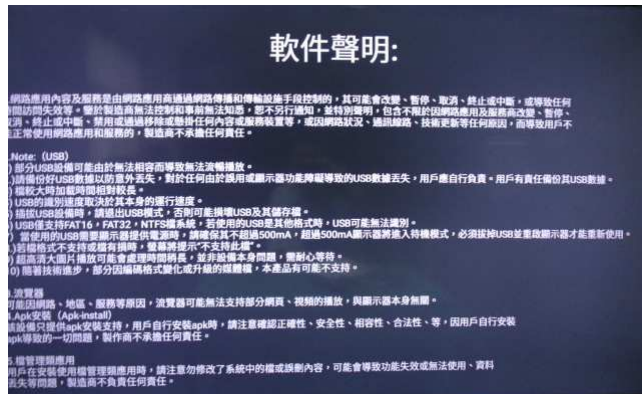 軟件聲明:
.網路應用內容及服務是由網路應用商通過網路傳播和傳輸設施手段控制的，其可能會改變、暫停、取消、終止或中斷，或導致任何
時間訪問失效等。鑒於製造商無法控制和事前無法知悉，恕不另行通知，並特別聲明，包含不限於因網路應用及服務商改變、暫停、
取消、終止或中斷、禁用或通過移除或懸掛任何內容或服務裝置等，或因網路狀況、通訊線路、技術更新等任何原因，而導致用戶不
能正常使用網路應用和服務的，製造商不承擔任何責任。
.Note:（USB）
) 部分USB設備可能由於無法相容而導致無法流暢播放。
.)請備份好USB數據以防意外丟失，對於任何由於誤用或顯示器功能障礙導致的USB數據丟失，用戶應自行負責。用戶有責任備份其USB數據。
) 檔較大時加載時間相對較長。
) USB的識別速度取決於其本身的運行速度。
) 插拔USB設備時，請退出USB模式，否則可能損壞USB及其儲存檔。
) USB僅支持FAT16，FAT32，NTFS檔系統，若使用的USB是其他格式時，USB可能無法識別。
) 當使用的USB需要顯示器提供電源時，請確保其不超過500mA，超過500mA顯示器將進入待機模式，必須拔掉USB並重啟顯示器才能重新使用。
.)若檔格式不支持或檔有損時，螢幕將提示“不支持此檔”。
) 超高清大圖片播放可能會處理時間稍長，並非設備本身問題，需耐心等待。
0) 隨著技術進步，部分因編碼格式變化或升級的媒體檔，本產品有可能不支持。
3.流覽器
可能因網路、地區、服務等原因，流覽器可能無法支持部分網頁、視頻的播放，與顯示器本身無關。
4.Apk安裝（Apk-install）
該設備只提供apk安裝支持，用戶自行安裝apk時，請注意確認正確性、安全性、相容性、合法性、等，因用戶自行安裝
apk導致的一切問題，製作商不承擔任何責任。
5.檔管理類應用
用戶在安裝使用檔管理類應用時，請注意勿修改了系統中的檔或誤刪內容，可能會導致功能失效或無法使用、資料
丟失等問題，製造商不負責任何責任。